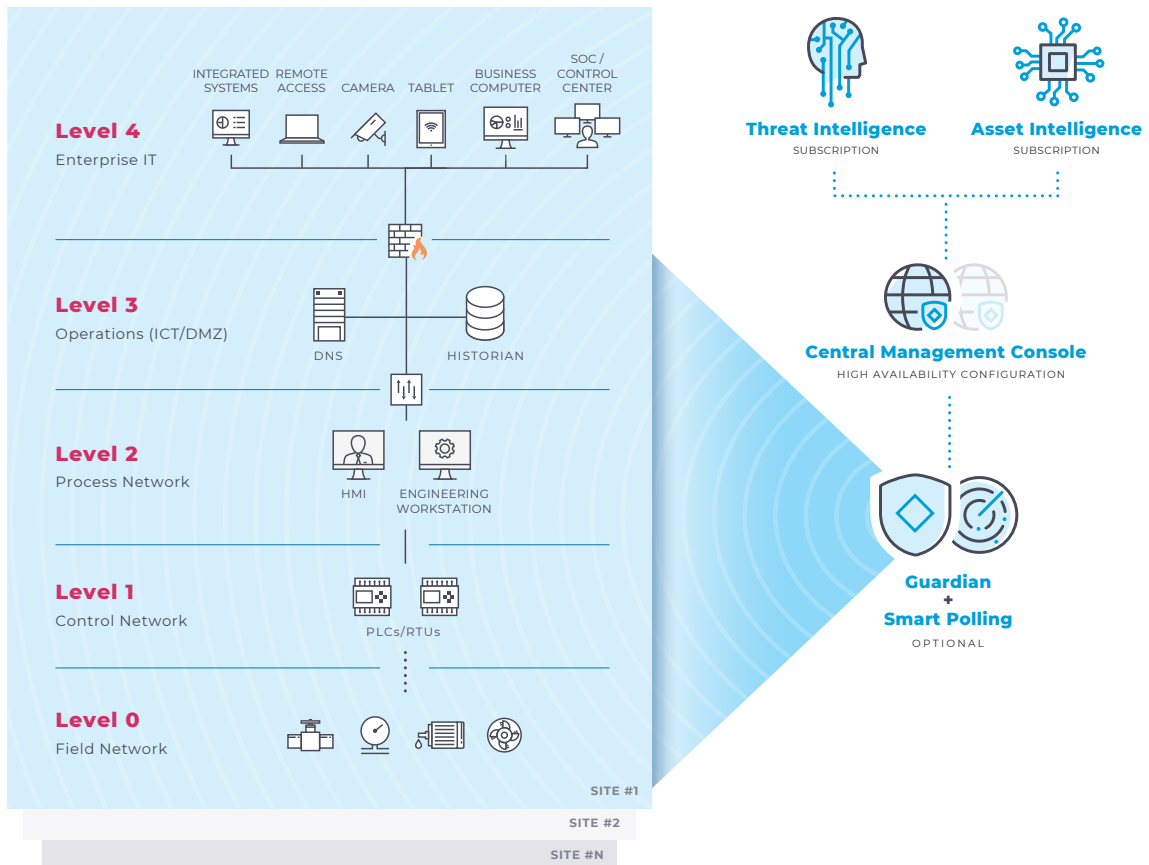 INTEGRATED
SYSTEMS
REMOTE
ACCESS
CAMERA
TABLET
BUSINESS
COMPUTER
SOC /
CONTROL
CENTER
Level 4
Enterprise IT
Level 3
Operations (ICT/DMZ)
DNS
HISTORIAN
Level 2
Process Network
HMI
ENGINEERING
WORKSTATION
Level 1
Control Network
PLCs/RTUs
Level 0
Field Network
SITE #1
SITE #2
SITE #N
Threat Intelligence
SUBSCRIPTION
Asset Intelligence
SUBSCRIPTION
Central Management Console
HIGH AVAILABILITY CONFIGURATION
Guardian
+
Smart Polling
OPTIONAL